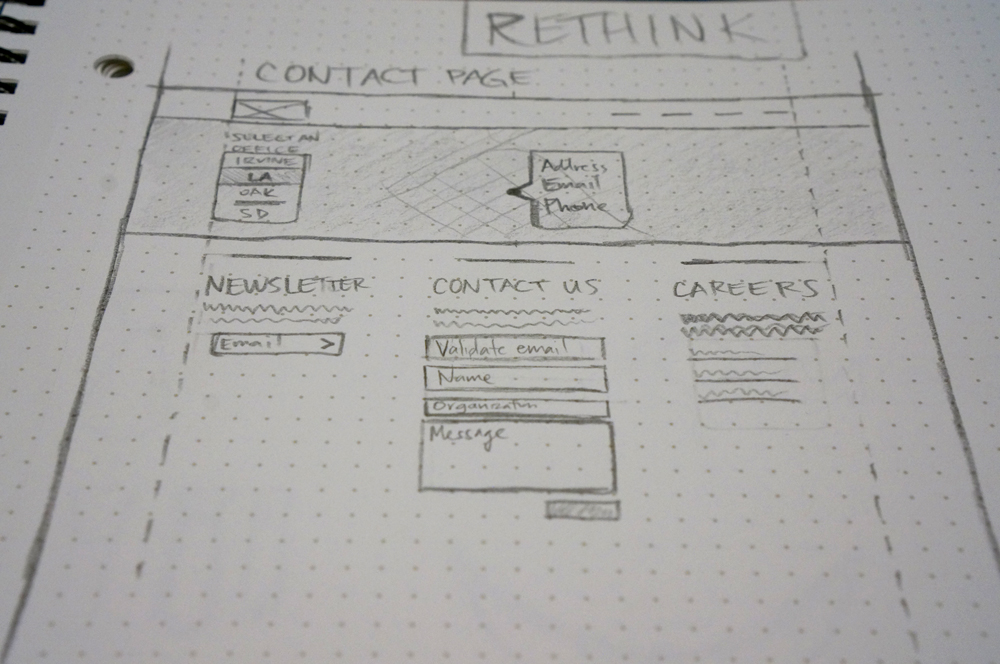 RETHINK
CONTACT PAGE
SELECT AN
OFFICE
IRVINE
LA
OAK
SD
Address
Email
Phone
NEWSLETTER
Email >
CONTACT US
Validate email
Name
Organization
Message
CAREERS